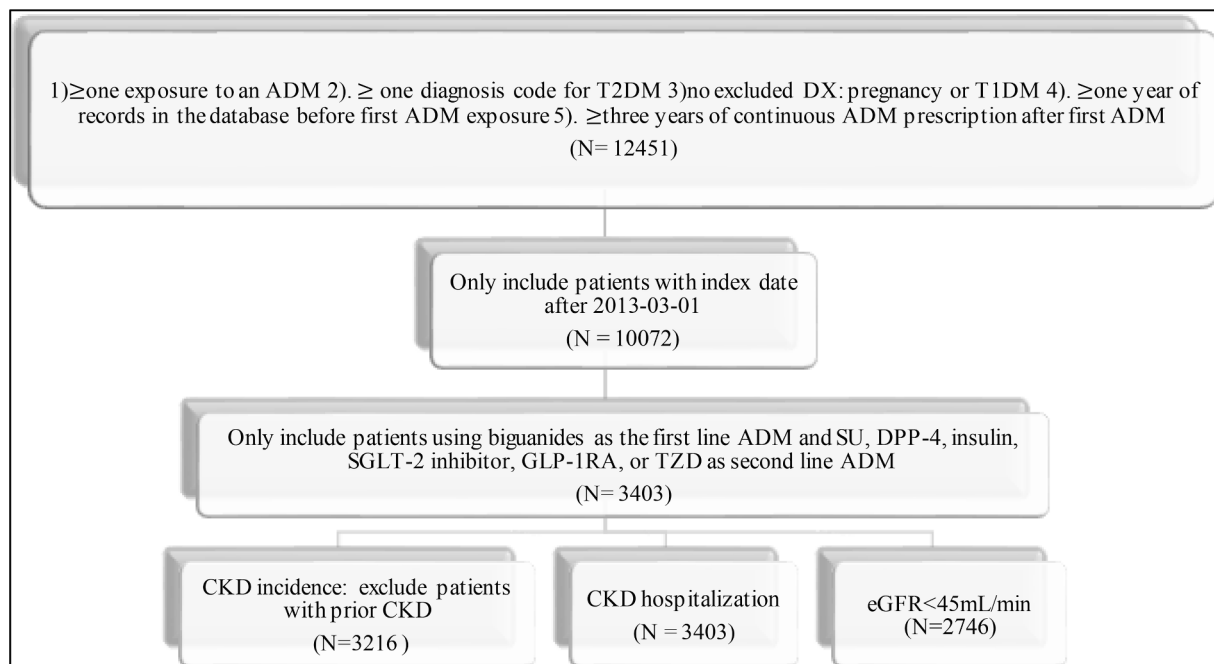 1)≥one exposure to an ADM 2). ≥ one diagnosis code for T2DM 3)no excluded DX: pregnancy or T1DM 4). ≥one year of
records in the database before first ADM exposure 5). ≥three years of continuous ADM prescription after first ADM
(N= 12451)
Only include patients with index date
after 2013-03-01
(N = 10072)
Only include patients using biguanides as the first line ADM and SU, DPP-4, insulin,
SGLT-2 inhibitor, GLP-1RA, or TZD as second line ADM
(N= 3403)
CKD incidence: exclude patients
with prior CKD
(N=3216)
CKD hospitalization
(N = 3403)
eGFR<45mL/min
(N=2746)